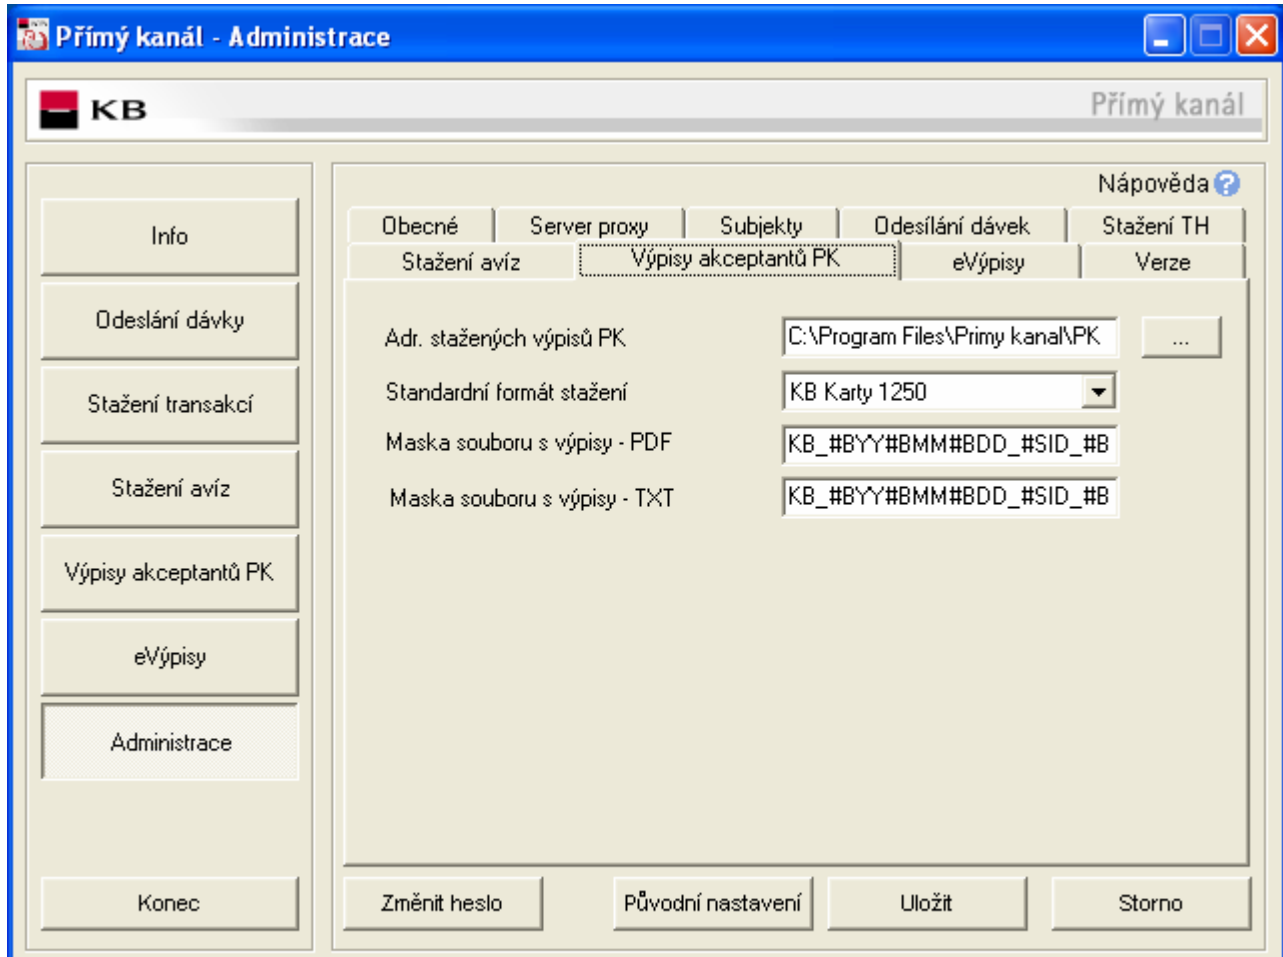 Přímý kanál - Administrace
KB
Přímý kanál
Nápověda
Info
Odeslání dávky
Stažení transakcí
Stažení avíz
Výpisy akceptantů PK
eVýpisy
Administrace
Konec
Obecné
Server proxy
Subjekty
Odesílání dávek
Stažení TH
Stažení avíz
Výpisy akceptantů PK
eVýpisy
Verze
Adr. stažených výpisů PK
C:\Program Files\Primy kanal\PK
...
Standardní formát stažení
KB Karty 1250
Maska souboru s výpisy - PDF
KB_#BYY#BMM#BDD_#SID_#B
Maska souboru s výpisy - TXT
KB_#BYY#BMM#BDD_#SID_#B
Změnit heslo
Původní nastavení
Uložit
Storno